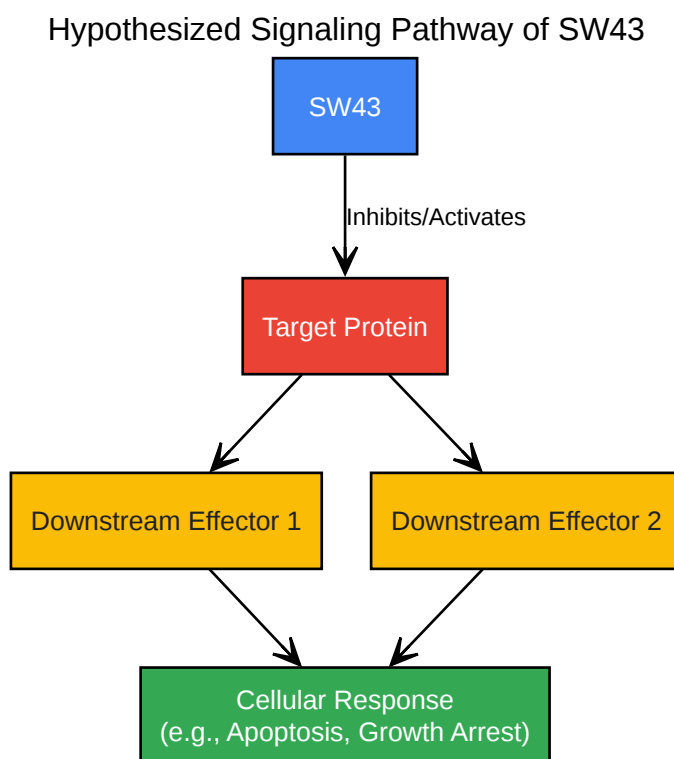 Hypothesized Signaling Pathway of SW43
SW43
Inhibits/Activates
Target Protein
Downstream Effector 1
Downstream Effector 2
Cellular Response
(e.g., Apoptosis, Growth Arrest)